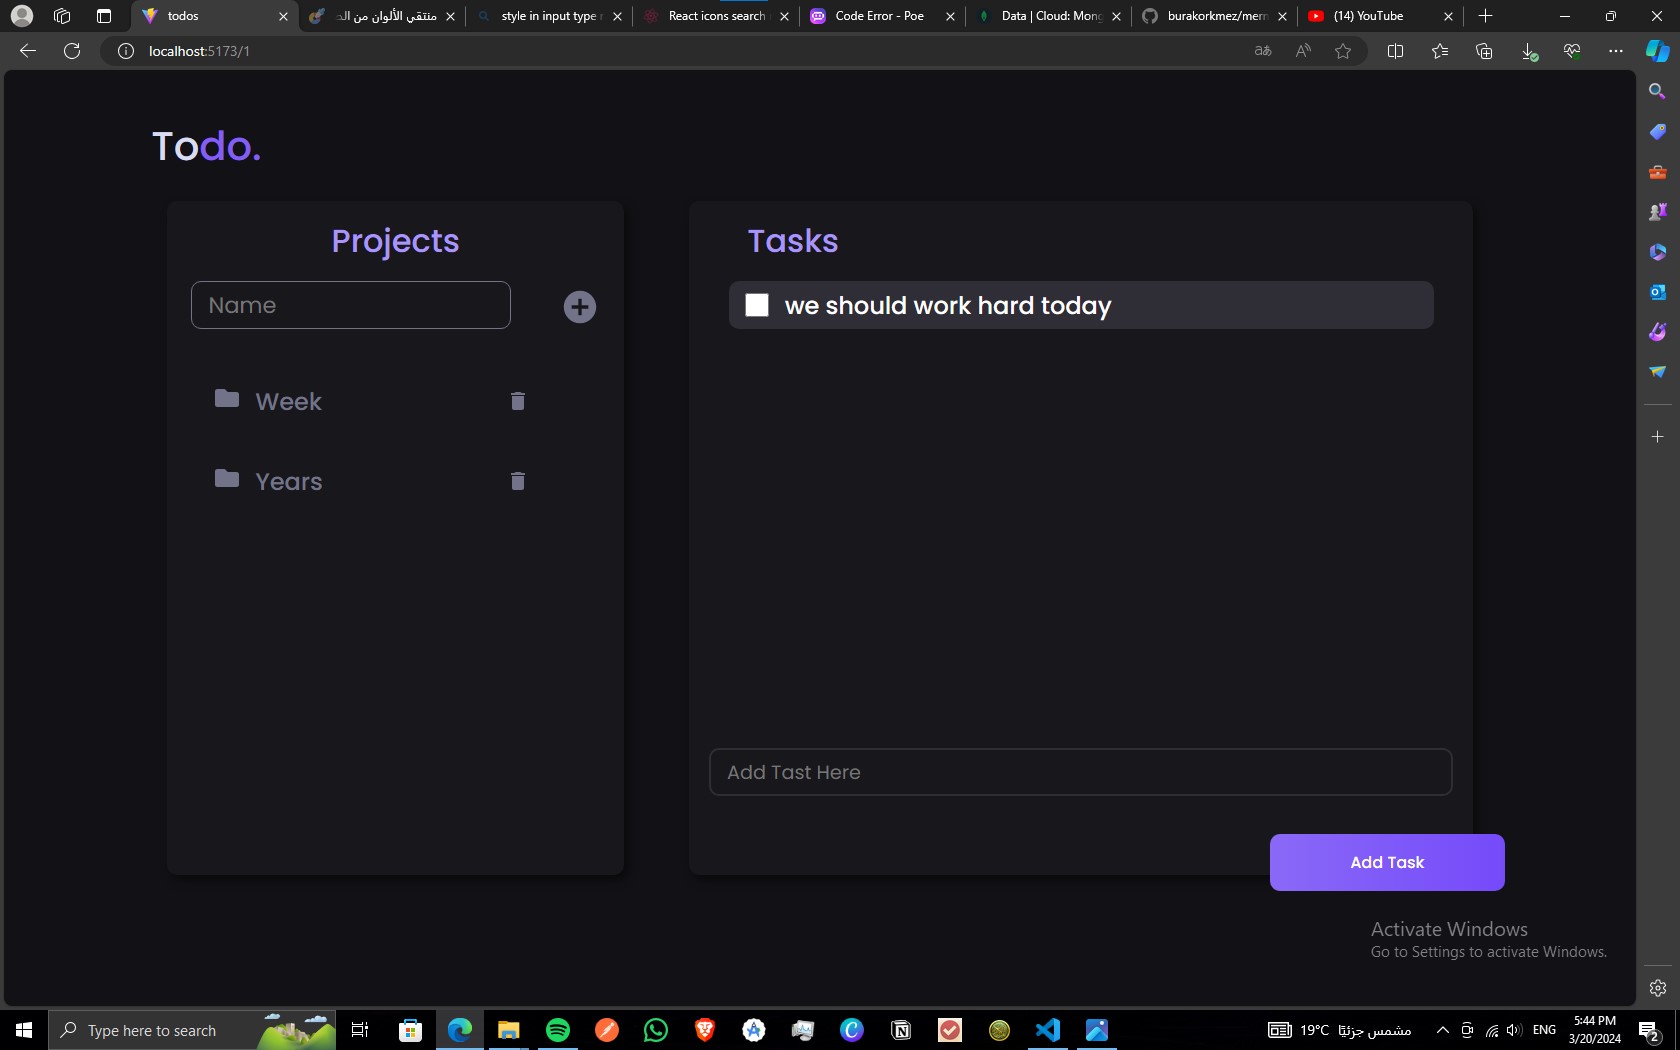 todos
منتقي الألوان من الد
style in input type
React icons search
Code Error - Poe
Data | Cloud: Mong
burakorkmez/mern
(14) YouTube
localhost:5173/1
Todo.
Projects
Name
Week
Years
Tasks
we should work hard today
Add Tast Here
Add Task
Activate Windows
Go to Settings to activate Windows.
Type here to search
19°C مشمس جزئيًا
ENG
5:44 PM
3/20/2024
2